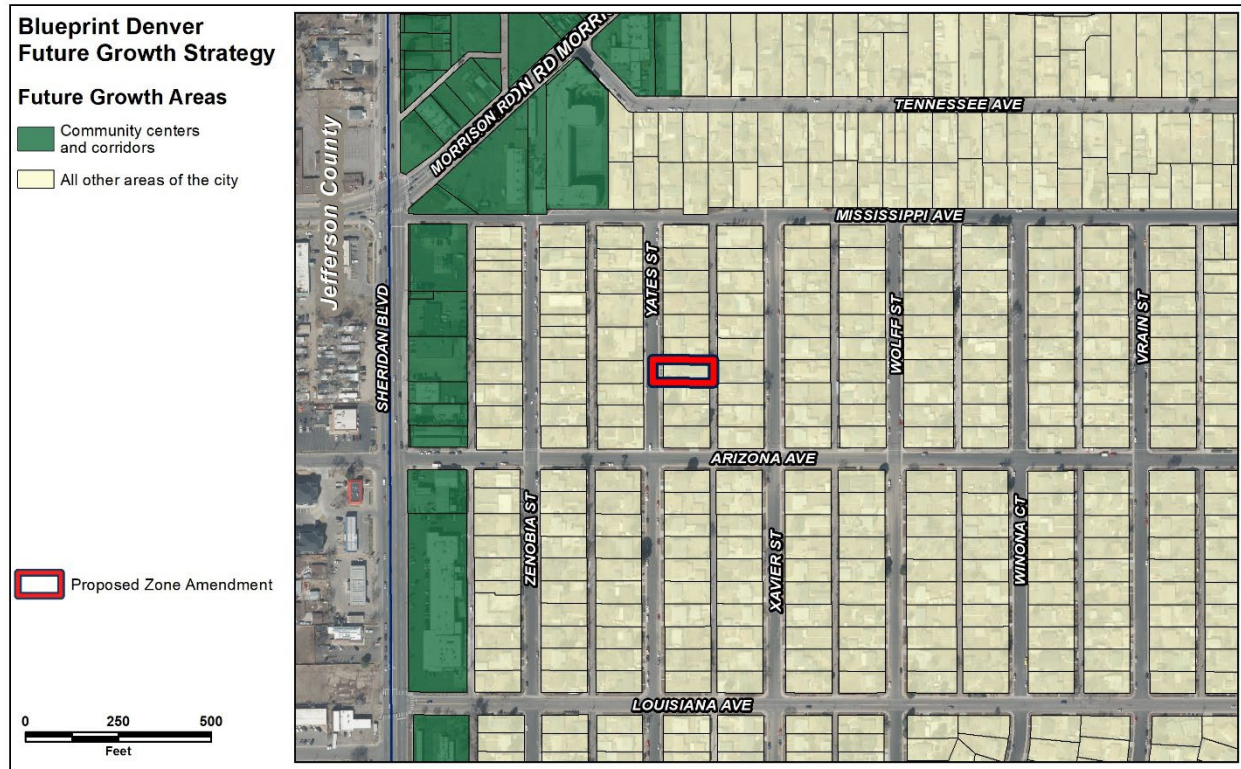 Blueprint Denver
Future Growth Strategy
Future Growth Areas
Community centers
and corridors
All other areas of the city
Proposed Zone Amendment
0 250 500
Feet
Jefferson County
SHERIDAN BLVD
MORRISON RD
ON RD MORRIS
TENNESSEE AVE
MISSISSIPPI AVE
YATES ST
WOLFF ST
VRAIN ST
ARIZONA AVE
ZENOBIA ST
XAVIER ST
WINONA CT
LOUISIANA AVE